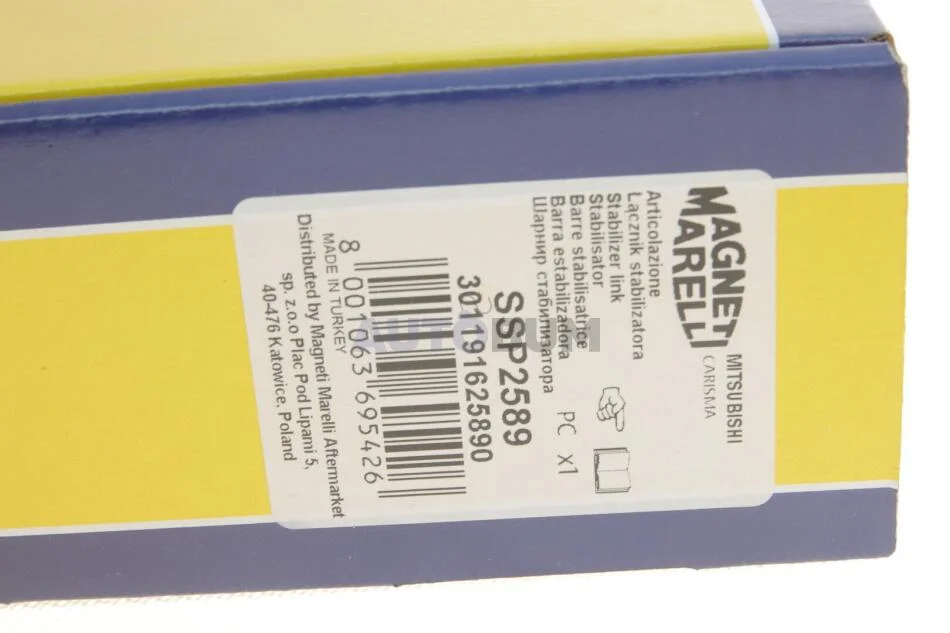 MAGNETI
MARELLI
MITSUBISHI
CARISMA
Articolazione
Łącznik stabilizatora
Stabilizer link
Stabilisator
Barre stabilisatrice
Barra estabilizadora
Шарнир стабилизатора
PC x1
SSP2589
301191625890
8 001063 695426
MADE IN TURKEY
Distributed by Magneti Marelli Aftermarket
sp. z.o.o Plac Pod Lipami 5,
40-476 Katowice, Poland